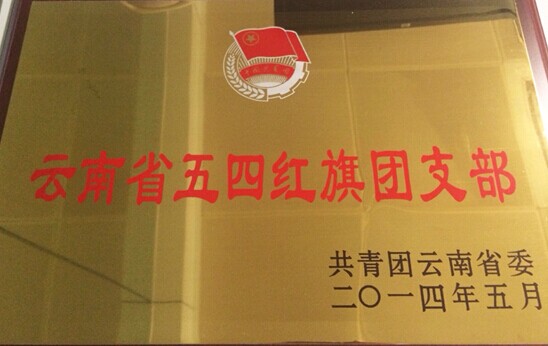 云南省五四红旗团支部
共青团云南省委
二〇一四年五月